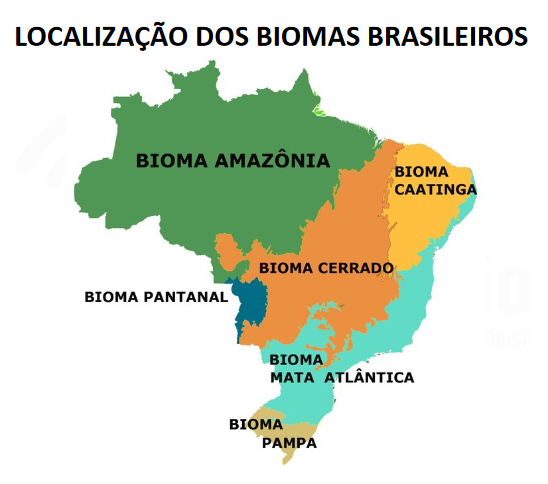 LOCALIZAÇÃO DOS BIOMAS BRASILEIROS
BIOMA AMAZÔNIA
BIOMA
CAATINGA
BIOMA CERRADO
BIOMA PANTANAL
BIOMA
MATA ATLÂNTICA
BIOMA
PAMPA